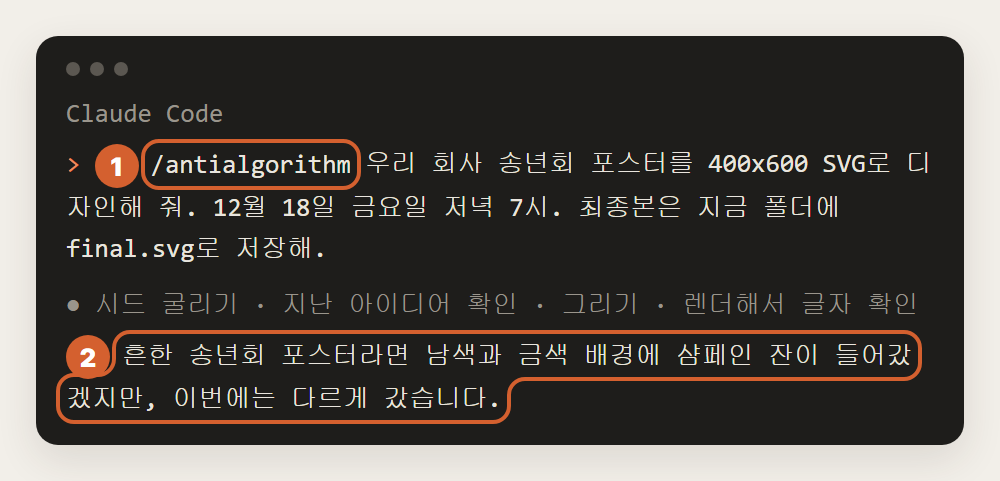 Claude Code
> 1 /antialgorithm 우리 회사 송년회 포스터를 400x600 SVG로 디
자인해 줘. 12월 18일 금요일 저녁 7시. 최종본은 지금 폴더에
final.svg로 저장해.
● 시드 굴리기 · 지난 아이디어 확인 · 그리기 · 렌더해서 글자 확인
2 흔한 송년회 포스터라면 남색과 금색 배경에 샴페인 잔이 들어갔
겠지만, 이번에는 다르게 갔습니다.